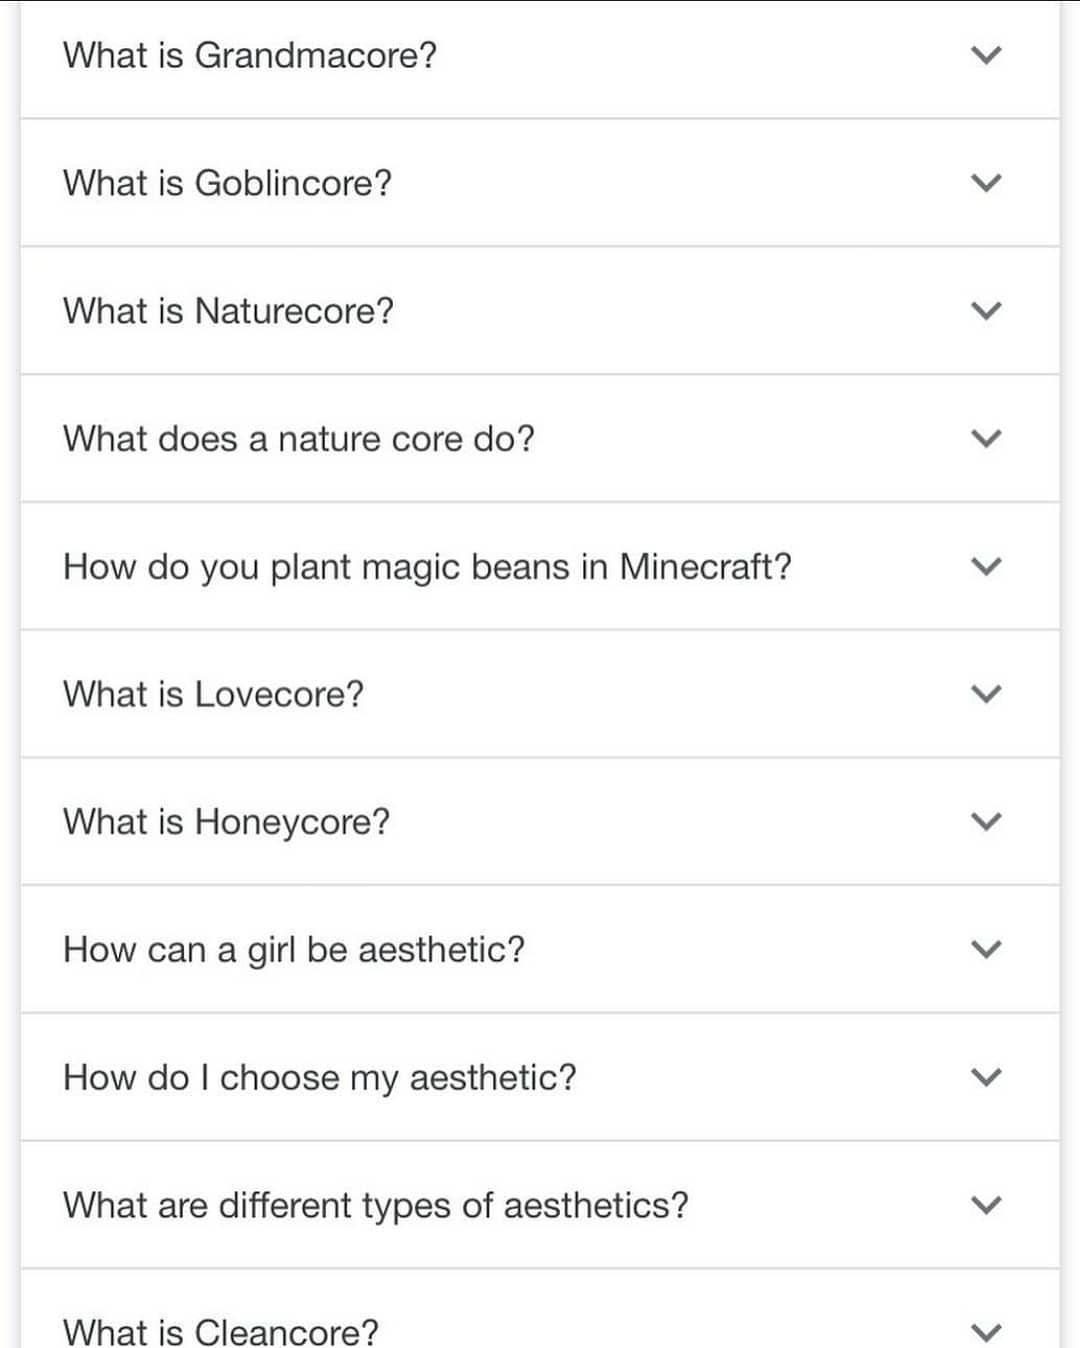 What is Grandmacore?
What is Goblincore?
What is Naturecore?
What does a nature core do?
How do you plant magic beans in Minecraft?
What is Lovecore?
What is Honeycore?
How can a girl be aesthetic?
How do I choose my aesthetic?
What are different types of aesthetics?
What is Cleancore?